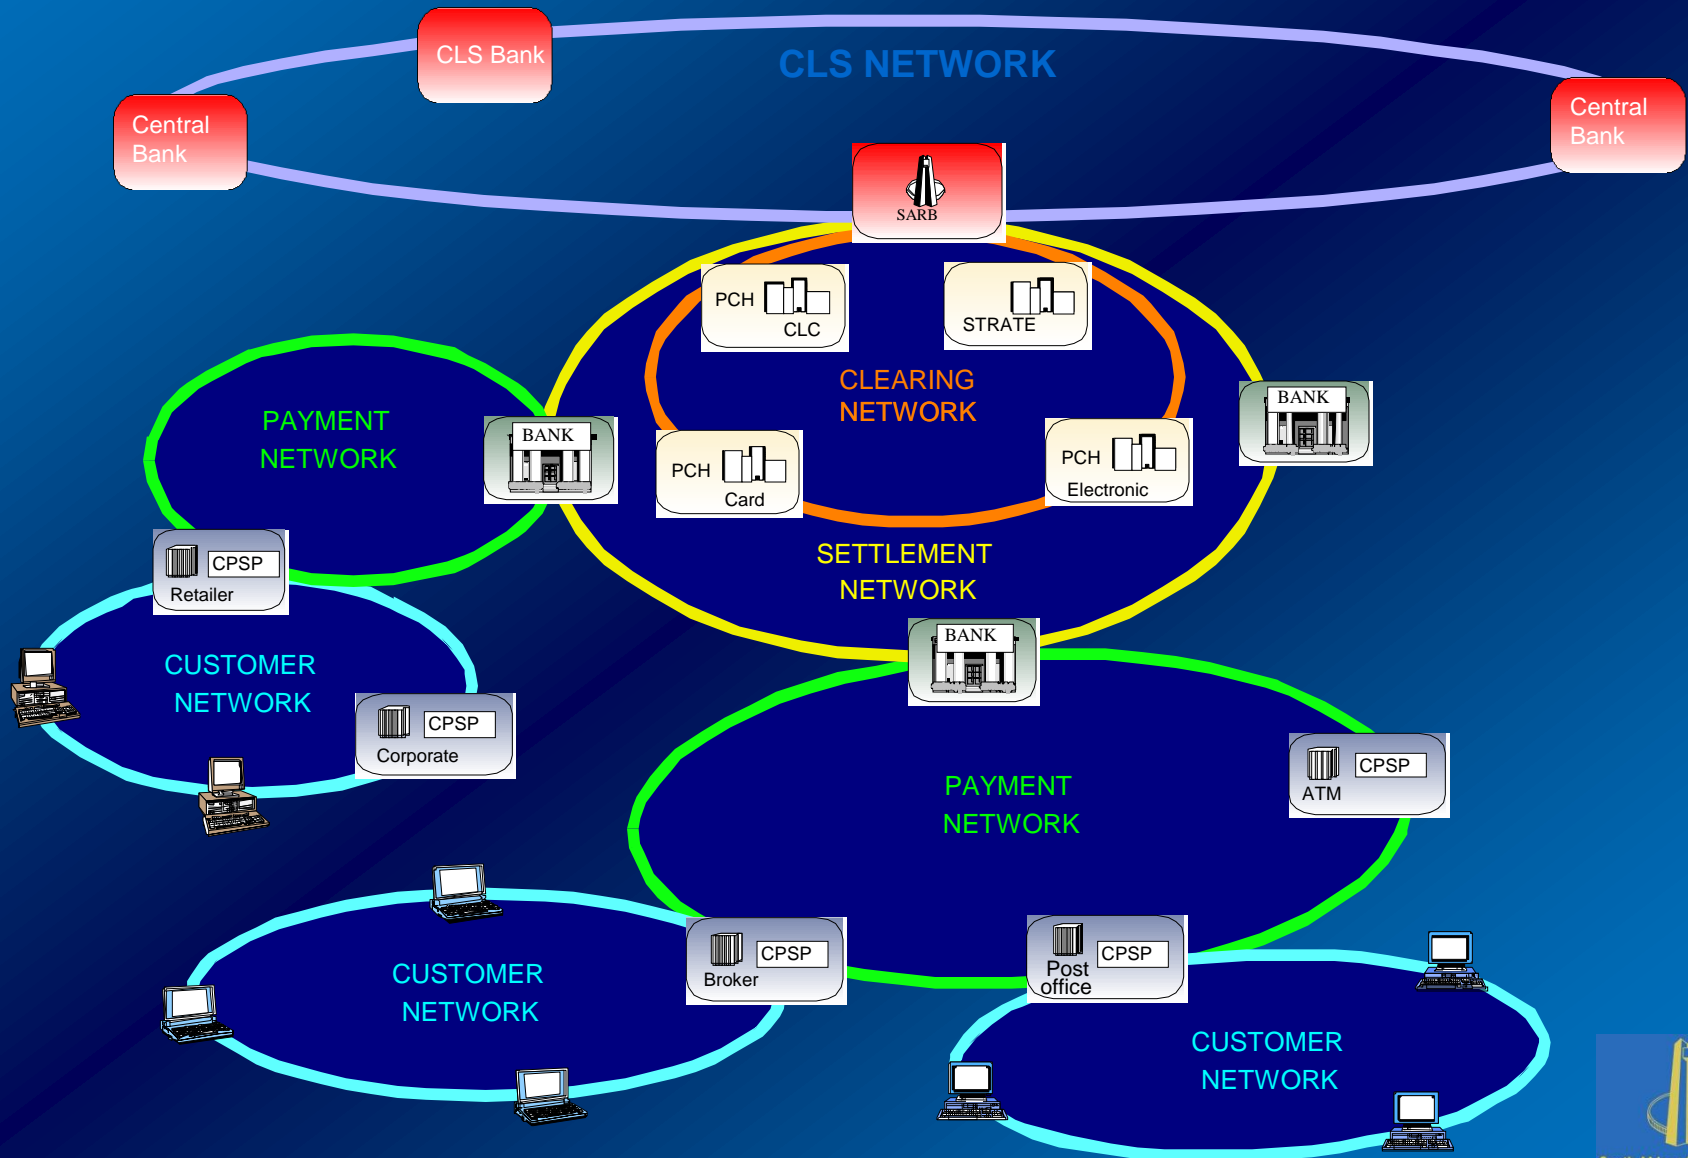 CLS Bank
CLS NETWORK
Central
Bank
Central
Bank
SARB
PCH
CLC
STRATE
CLEARING
NETWORK
PAYMENT
NETWORK
BANK
BANK
PCH
Card
PCH
Electronic
SETTLEMENT
NETWORK
CPSP
Retailer
BANK
CUSTOMER
NETWORK
CPSP
Corporate
PAYMENT
NETWORK
CPSP
ATM
CUSTOMER
NETWORK
CPSP
Broker
CPSP
Post
office
CUSTOMER
NETWORK